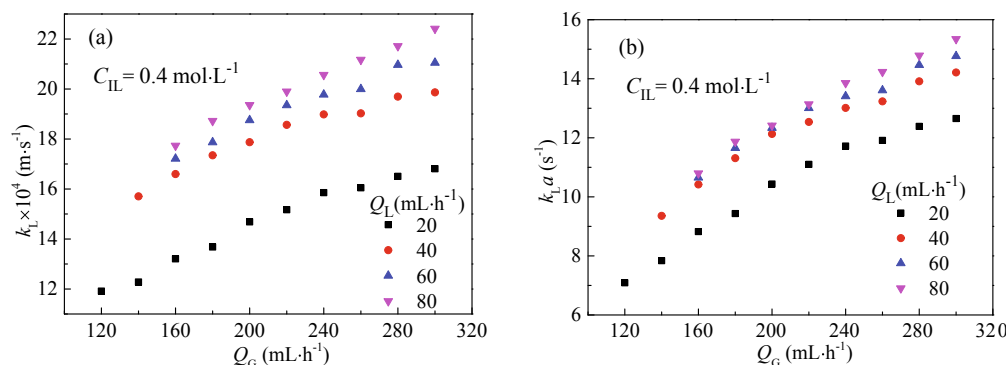 (a)
C_IL = 0.4 mol·L⁻¹
k_L×10⁴ (m·s⁻¹)
22
20
18
16
14
12
Q_L(mL·h⁻¹)
20
40
60
80
120 160 200 240 280 320
Q_G (mL·h⁻¹)
(b)
C_IL = 0.4 mol·L⁻¹
k_L a (s⁻¹)
16
14
12
10
8
6
Q_L(mL·h⁻¹)
20
40
60
80
120 160 200 240 280 320
Q_G (mL·h⁻¹)